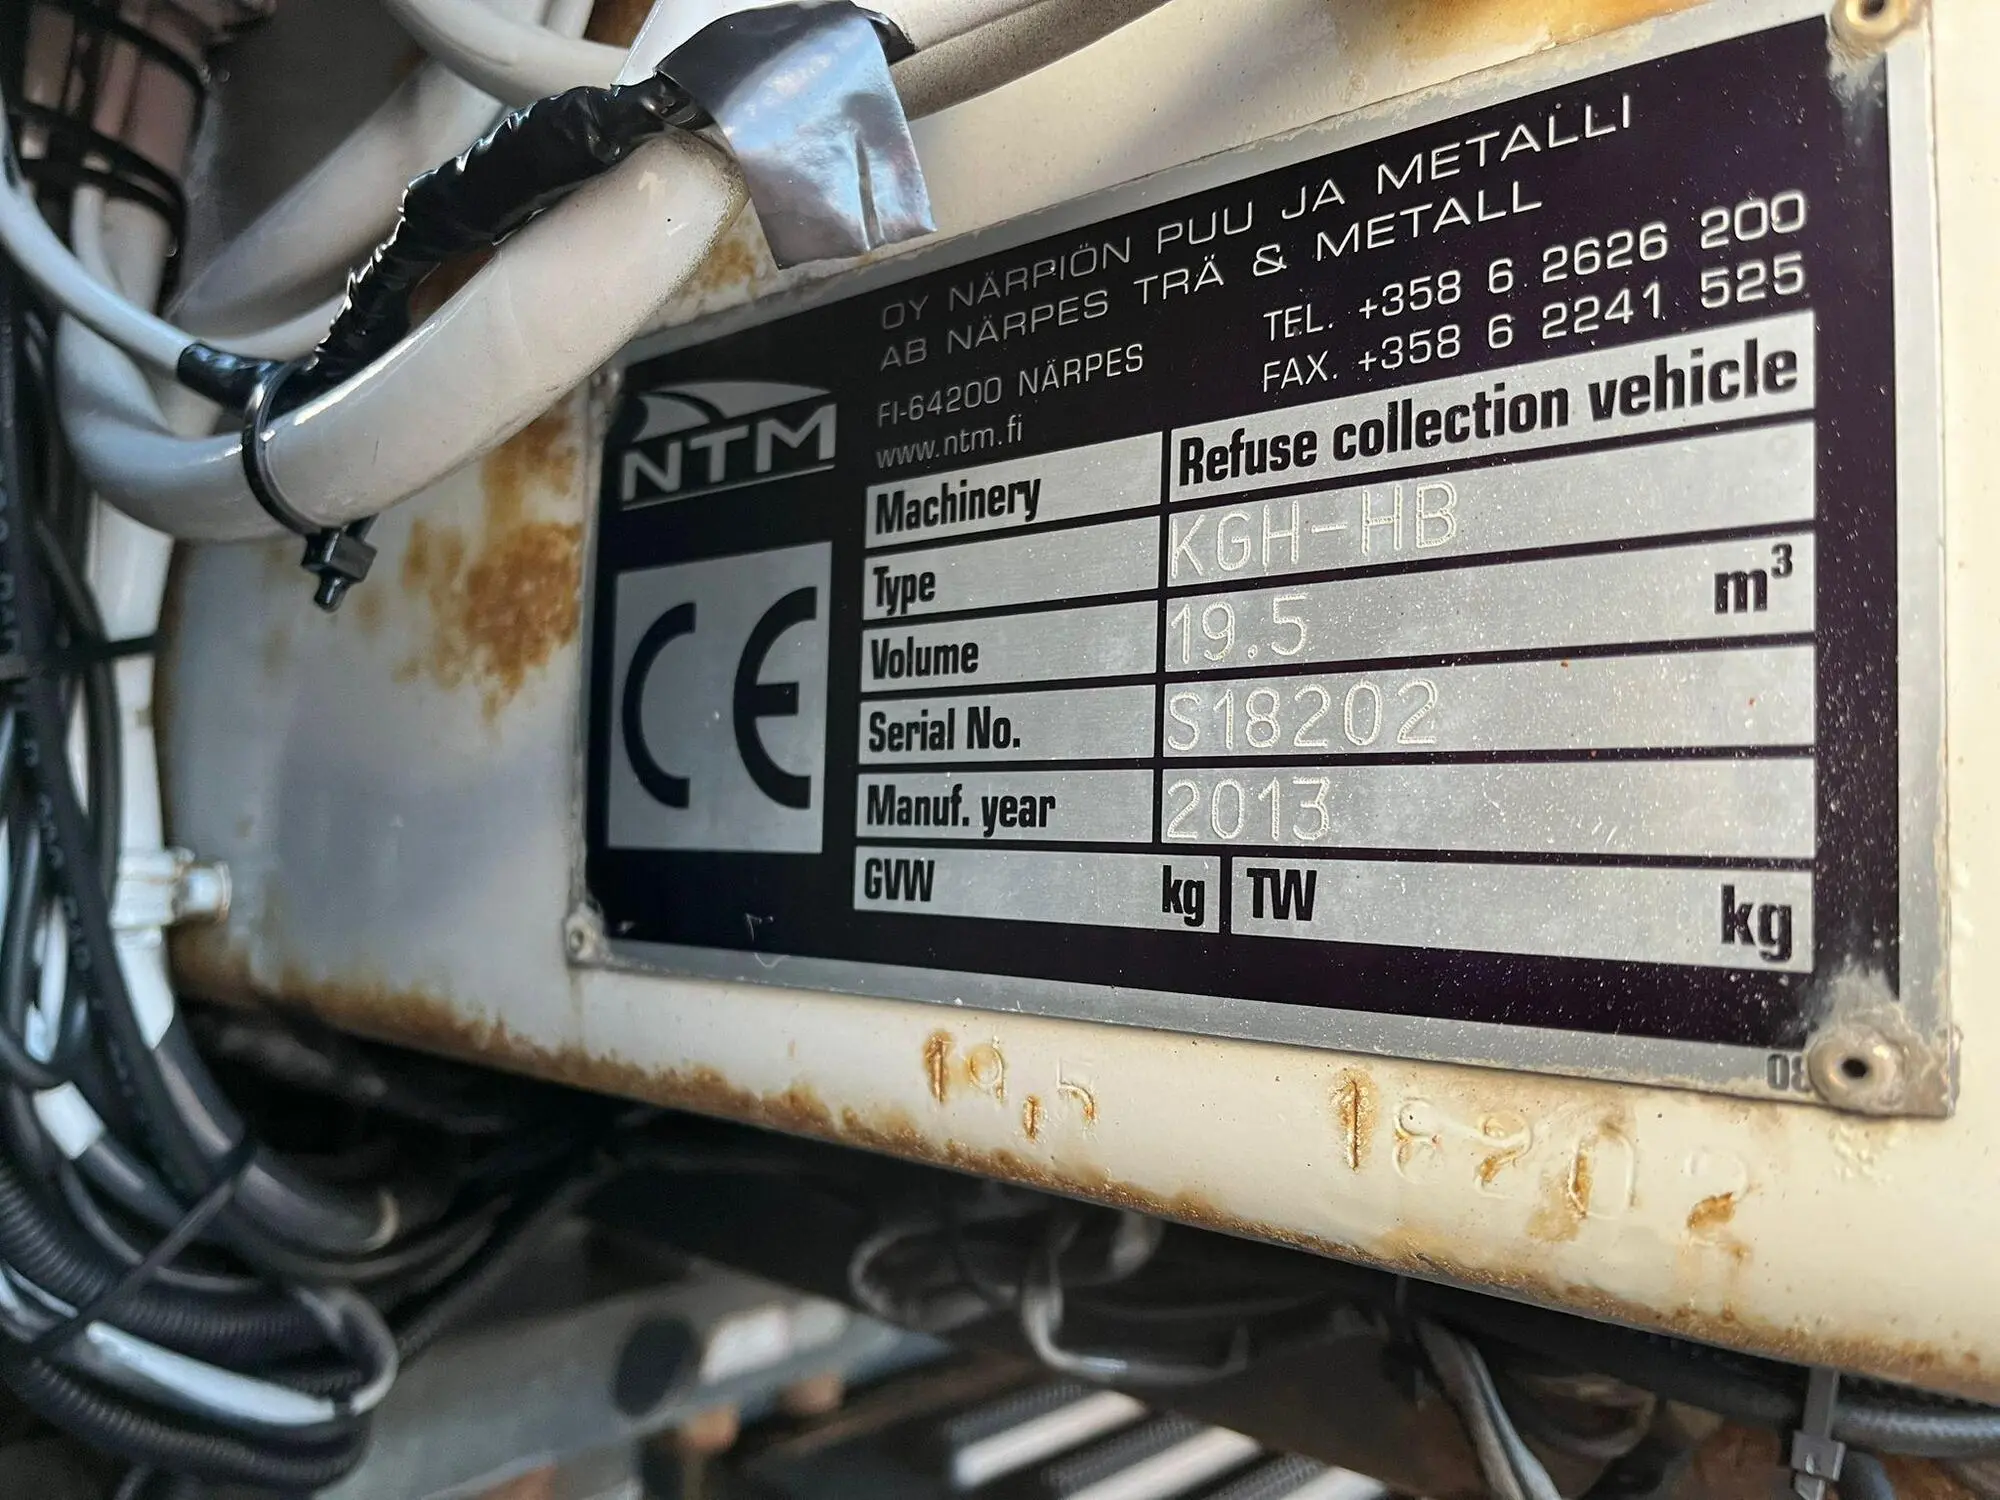 OY NÄRPIÖN PUU JA METALLI
AB NÄRPES TRÄ & METALL
FI-64200 NÄRPES
www.ntm.fi
TEL. +358 6 2626 200
FAX. +358 6 2241 525
NTM
CE
Machinery Refuse collection vehicle
Type KGH-HB
Volume 19.5 m³
Serial No. S18202
Manuf. year 2013
GVW kg TW kg
19,5 18202